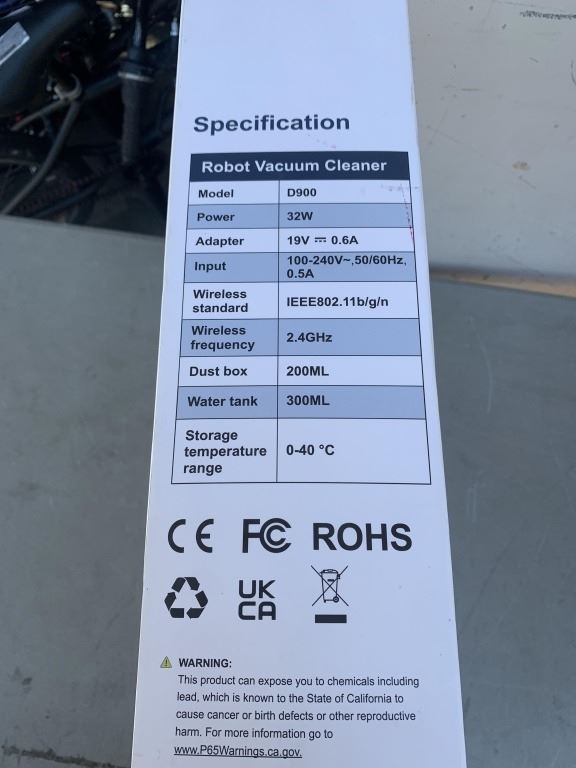 Specification
Robot Vacuum Cleaner
Model D900
Power 32W
Adapter 19V ⎓ 0.6A
Input 100-240V~,50/60Hz,
0.5A
Wireless
standard IEEE802.11b/g/n
Wireless
frequency 2.4GHz
Dust box 200ML
Water tank 300ML
Storage
temperature
range 0-40 °C
CE FC ROHS
UK
CA
WARNING:
This product can expose you to chemicals including
lead, which is known to the State of California to
cause cancer or birth defects or other reproductive
harm. For more information go to
www.P65Warnings.ca.gov.